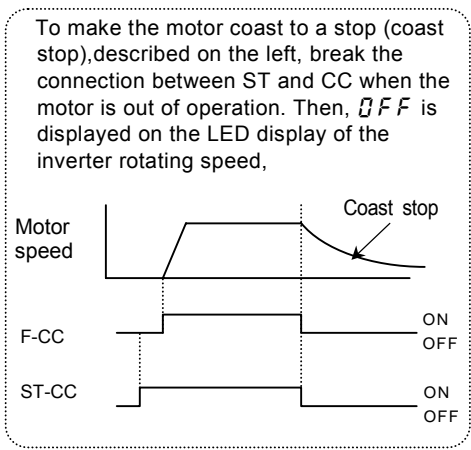 To make the motor coast to a stop (coast
stop),described on the left, break the
connection between ST and CC when the
motor is out of operation. Then, OFF is
displayed on the LED display of the
inverter rotating speed,
Coast stop
Motor
speed
ON
F-CC
OFF
ST-CC
ON
OFF